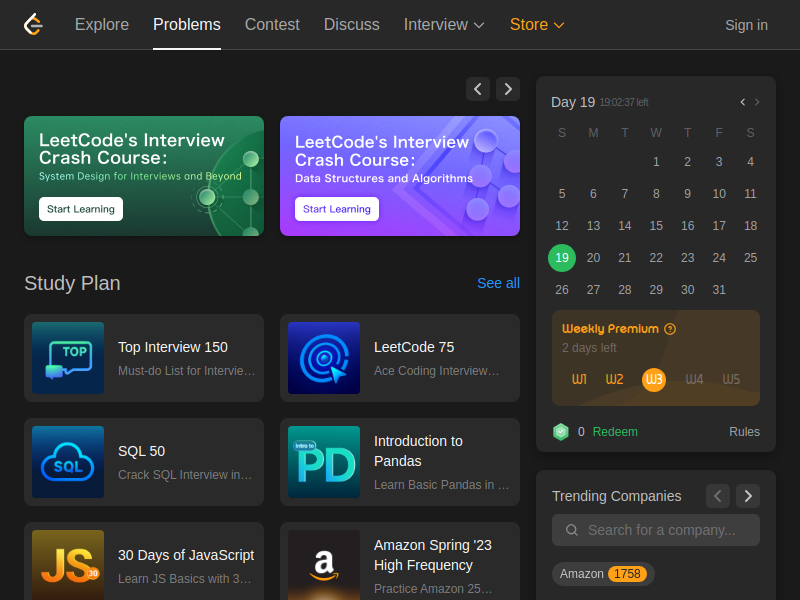 Explore
Problems
Contest
Discuss
Interview
Store
Sign in
LeetCode's Interview
Crash Course:
System Design for Interviews and Beyond
Start Learning
LeetCode's Interview
Crash Course:
Data Structures and Algorithms
Start Learning
Study Plan
See all
TOP
Top Interview 150
Must-do List for Intervie…
LeetCode 75
Ace Coding Interview…
SQL
SQL 50
Crack SQL Interview in…
Intro to
PD
Introduction to
Pandas
Learn Basic Pandas in …
JS 30
30 Days of JavaScript
Learn JS Basics with 3…
a
Amazon Spring '23
High Frequency
Practice Amazon 25…
Day 19 19:02:37 left
S M T W T F S
1 2 3 4
5 6 7 8 9 10 11
12 13 14 15 16 17 18
19 20 21 22 23 24 25
26 27 28 29 30 31
Weekly Premium ?
2 days left
W1 W2 W3 W4 W5
0 Redeem
Rules
Trending Companies
Search for a company...
Amazon 1758